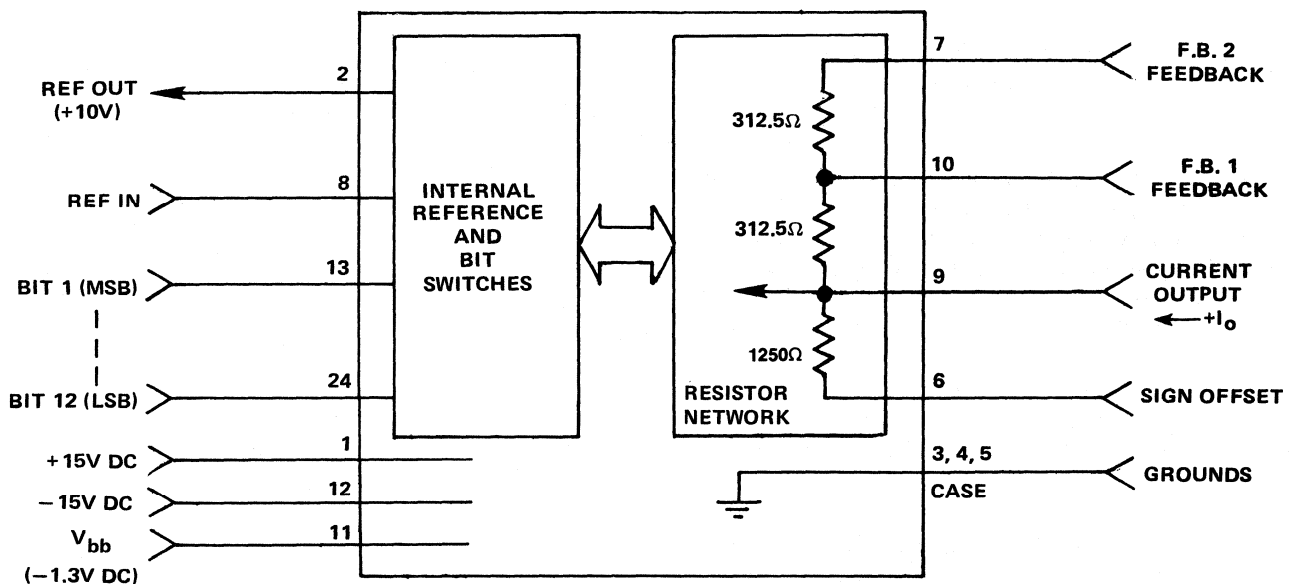 REF OUT
(+10V)
2
REF IN
8
BIT 1 (MSB)
13
BIT 12 (LSB)
24
+15V DC
1
−15V DC
12
Vbb
(−1.3V DC)
11
INTERNAL
REFERENCE
AND
BIT
SWITCHES
312.5Ω
312.5Ω
1250Ω
RESISTOR
NETWORK
7
F.B. 2
FEEDBACK
10
F.B. 1
FEEDBACK
9
CURRENT
OUTPUT
+Io
6
SIGN OFFSET
3, 4, 5
CASE
GROUNDS